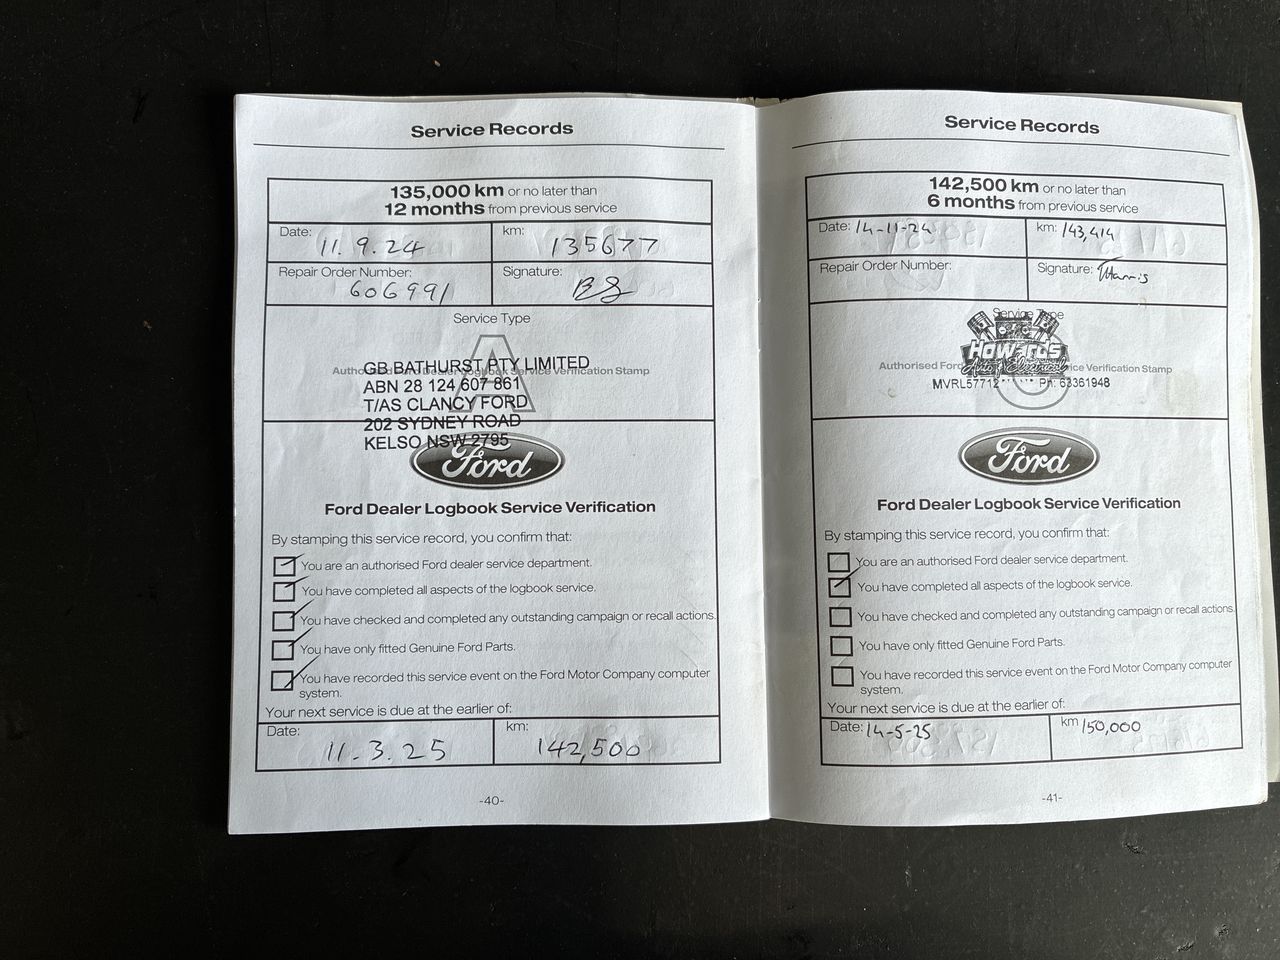 Service Records
135,000 km or no later than
12 months from previous service
Date: 11.9.24
km: 135677
Repair Order Number: 606991
Signature: BS
Service Type
A
Authorised Ford Dealer Logbook Service Verification Stamp
GB BATHURST PTY LIMITED
ABN 28 124 607 861
T/AS CLANCY FORD
202 SYDNEY ROAD
KELSO NSW 2795
Ford
Ford Dealer Logbook Service Verification
By stamping this service record, you confirm that:
You are an authorised Ford dealer service department.
You have completed all aspects of the logbook service.
You have checked and completed any outstanding campaign or recall actions.
You have only fitted Genuine Ford Parts.
You have recorded this service event on the Ford Motor Company computer
system.
Your next service is due at the earlier of:
Date: 11.3.25
km: 142,500
-40-
Service Records
142,500 km or no later than
6 months from previous service
Date: 14-11-24
km: 143,414
Repair Order Number:
Signature: Harris
Service Type
Howards
Auto Electrical
Authorised Ford Service Verification Stamp
MVRL57712 Ph: 63361948
Ford
Ford Dealer Logbook Service Verification
By stamping this service record, you confirm that:
You are an authorised Ford dealer service department.
You have completed all aspects of the logbook service.
You have checked and completed any outstanding campaign or recall actions.
You have only fitted Genuine Ford Parts.
You have recorded this service event on the Ford Motor Company computer
system.
Your next service is due at the earlier of:
Date: 14-5-25
km 150,000
-41-